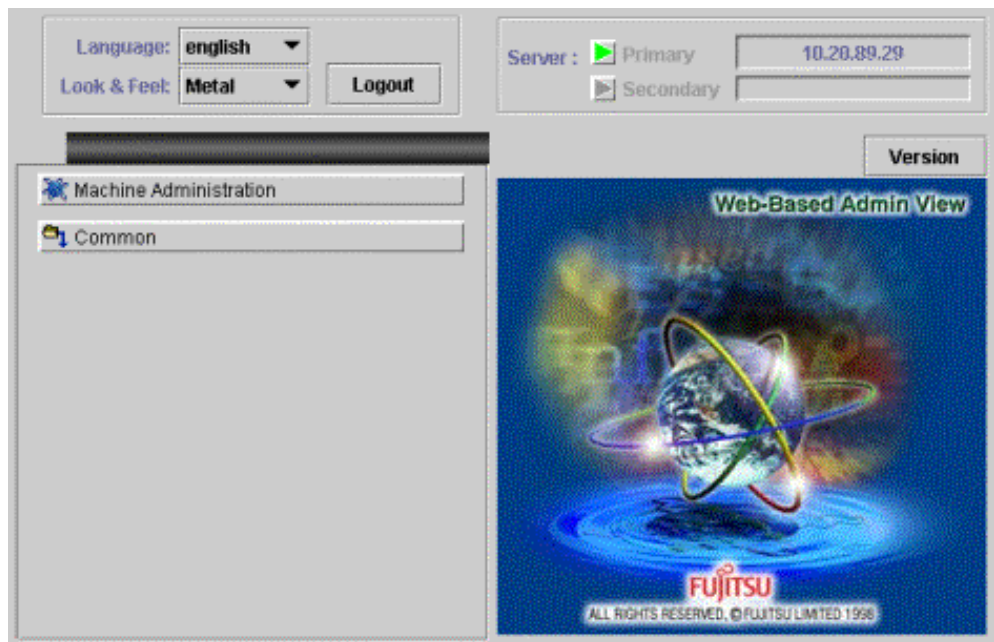 Language: english
Look & Feel: Metal
Logout
Server :
Primary
10.20.89.29
Secondary
Version
Machine Administration
Common
Web-Based Admin View
FUJITSU
ALL RIGHTS RESERVED, © FUJITSU LIMITED 1998